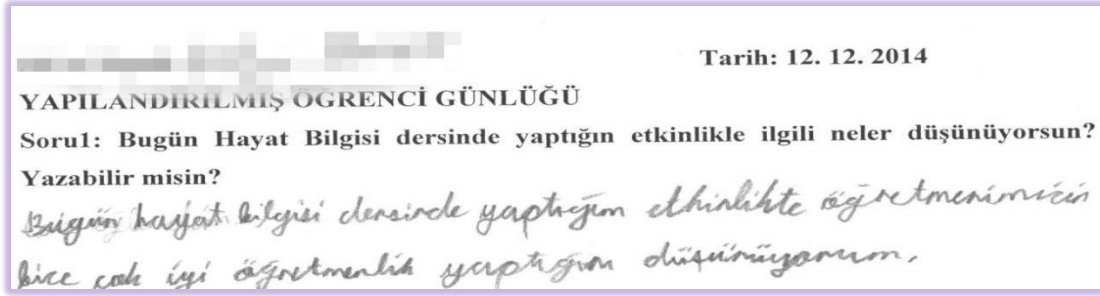 Tarih: 12. 12. 2014
YAPILANDIRILMIŞ ÖĞRENCİ GÜNLÜĞÜ
Soru1: Bugün Hayat Bilgisi dersinde yaptığın etkinlikle ilgili neler düşünüyorsun?
Yazabilir misin?
Bugün hayat bilgisi dersinde yaptığım etkinlikte öğretmenimizin
bize çok iyi öğretmenlik yaptığını düşünüyorum.